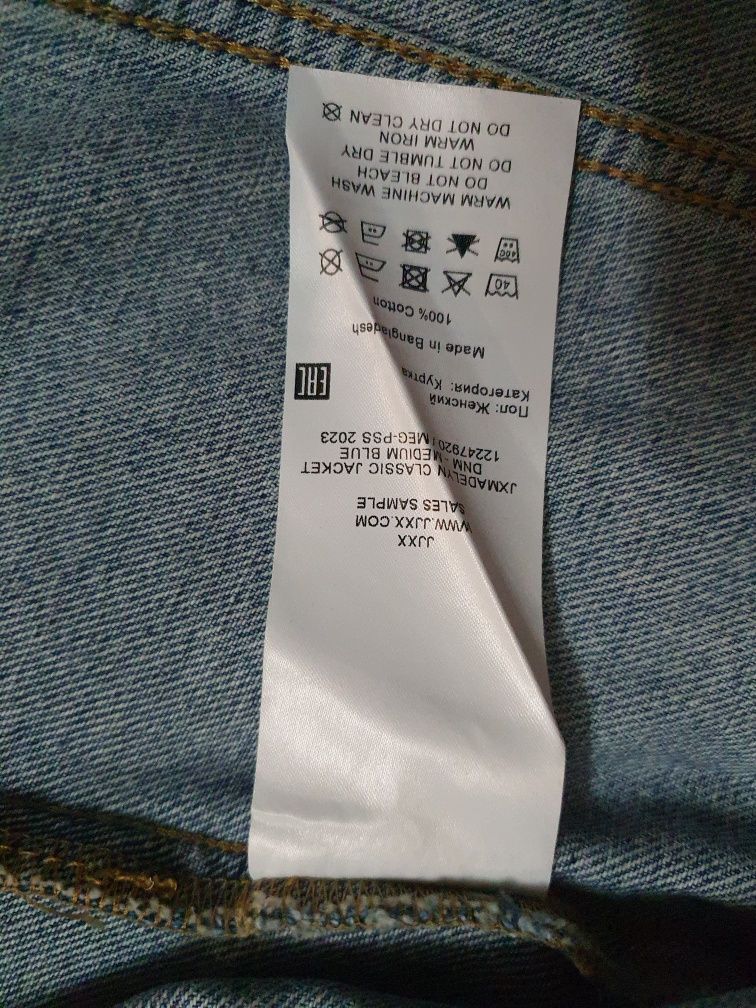 JJXX
WWW.JJXX.COM
SALES SAMPLE
JXMADELYN CLASSIC JACKET
DNM - MEDIUM BLUE
12247920 MEG-PSS 2023
Пол: Женский
Категория: Куртка
EAC
Made in Bangladesh
100% Cotton
40
40C
WARM MACHINE WASH
DO NOT BLEACH
DO NOT TUMBLE DRY
WARM IRON
DO NOT DRY CLEAN